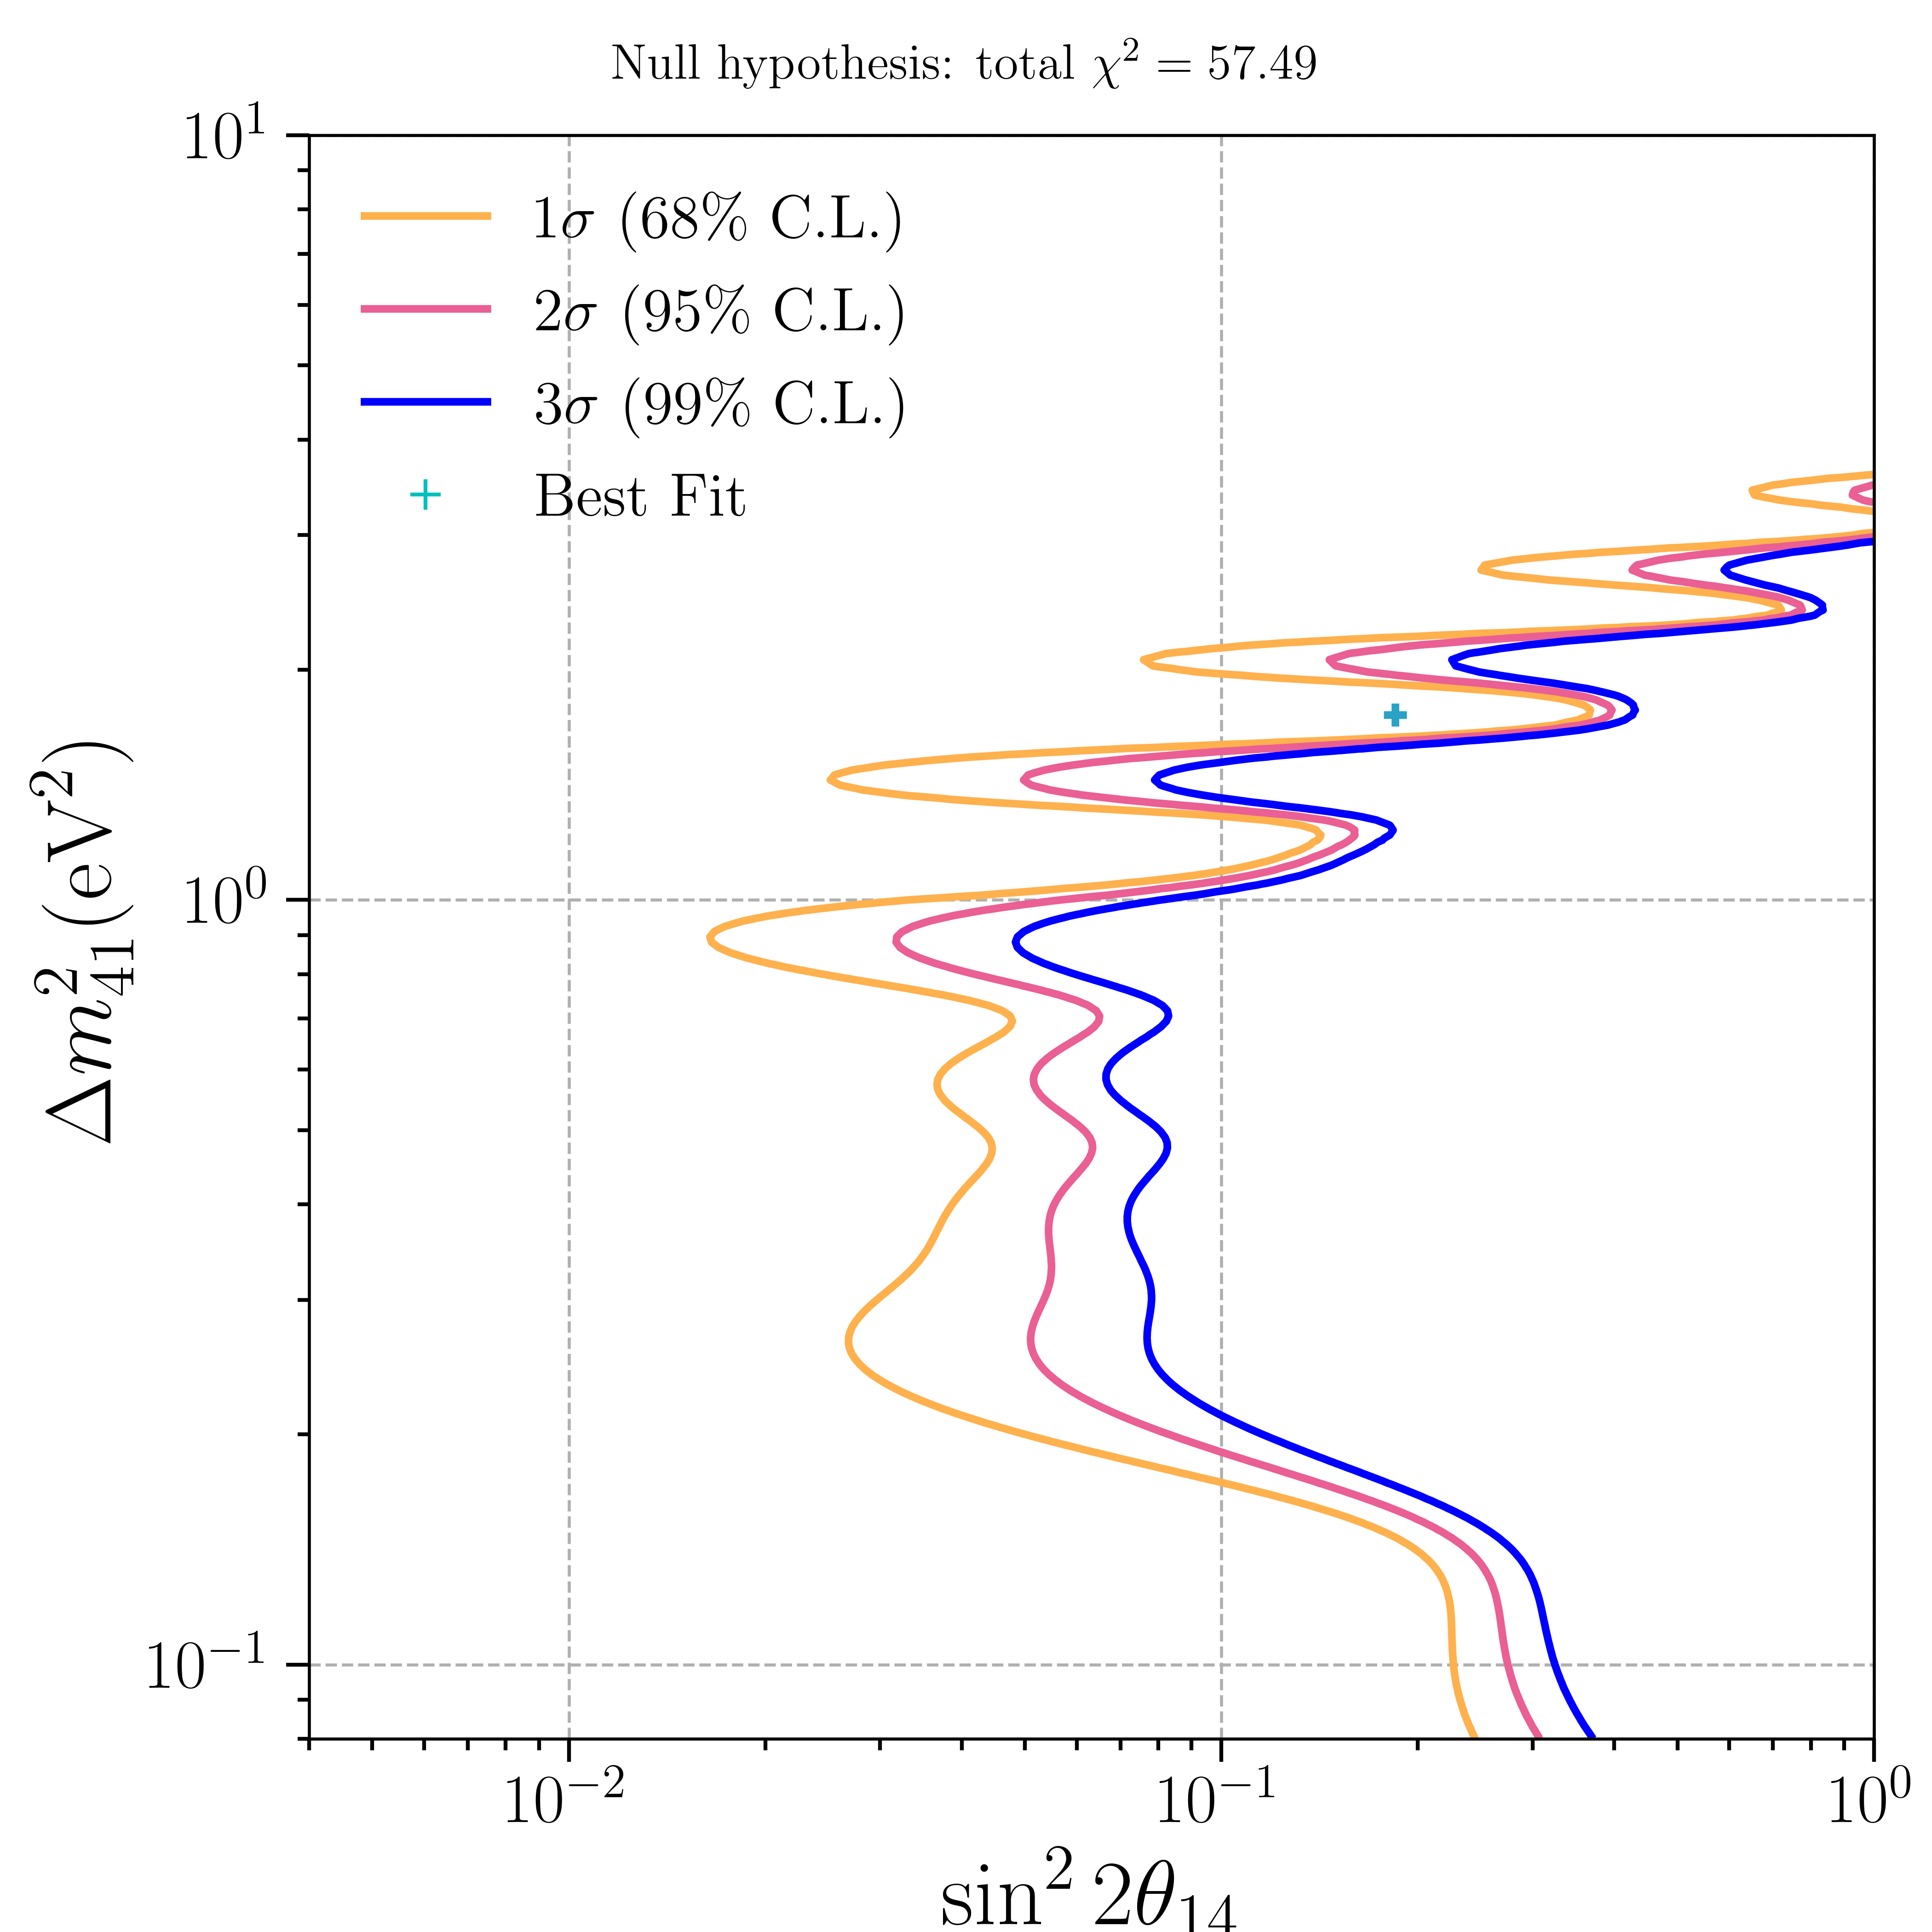 Null hypothesis: total χ² = 57.49
10¹
1σ (68% C.L.)
2σ (95% C.L.)
3σ (99% C.L.)
Best Fit
Δm²₄₁(eV²)
10⁰
10⁻¹
10⁻² 10⁻¹ 10⁰
sin² 2θ₁₄